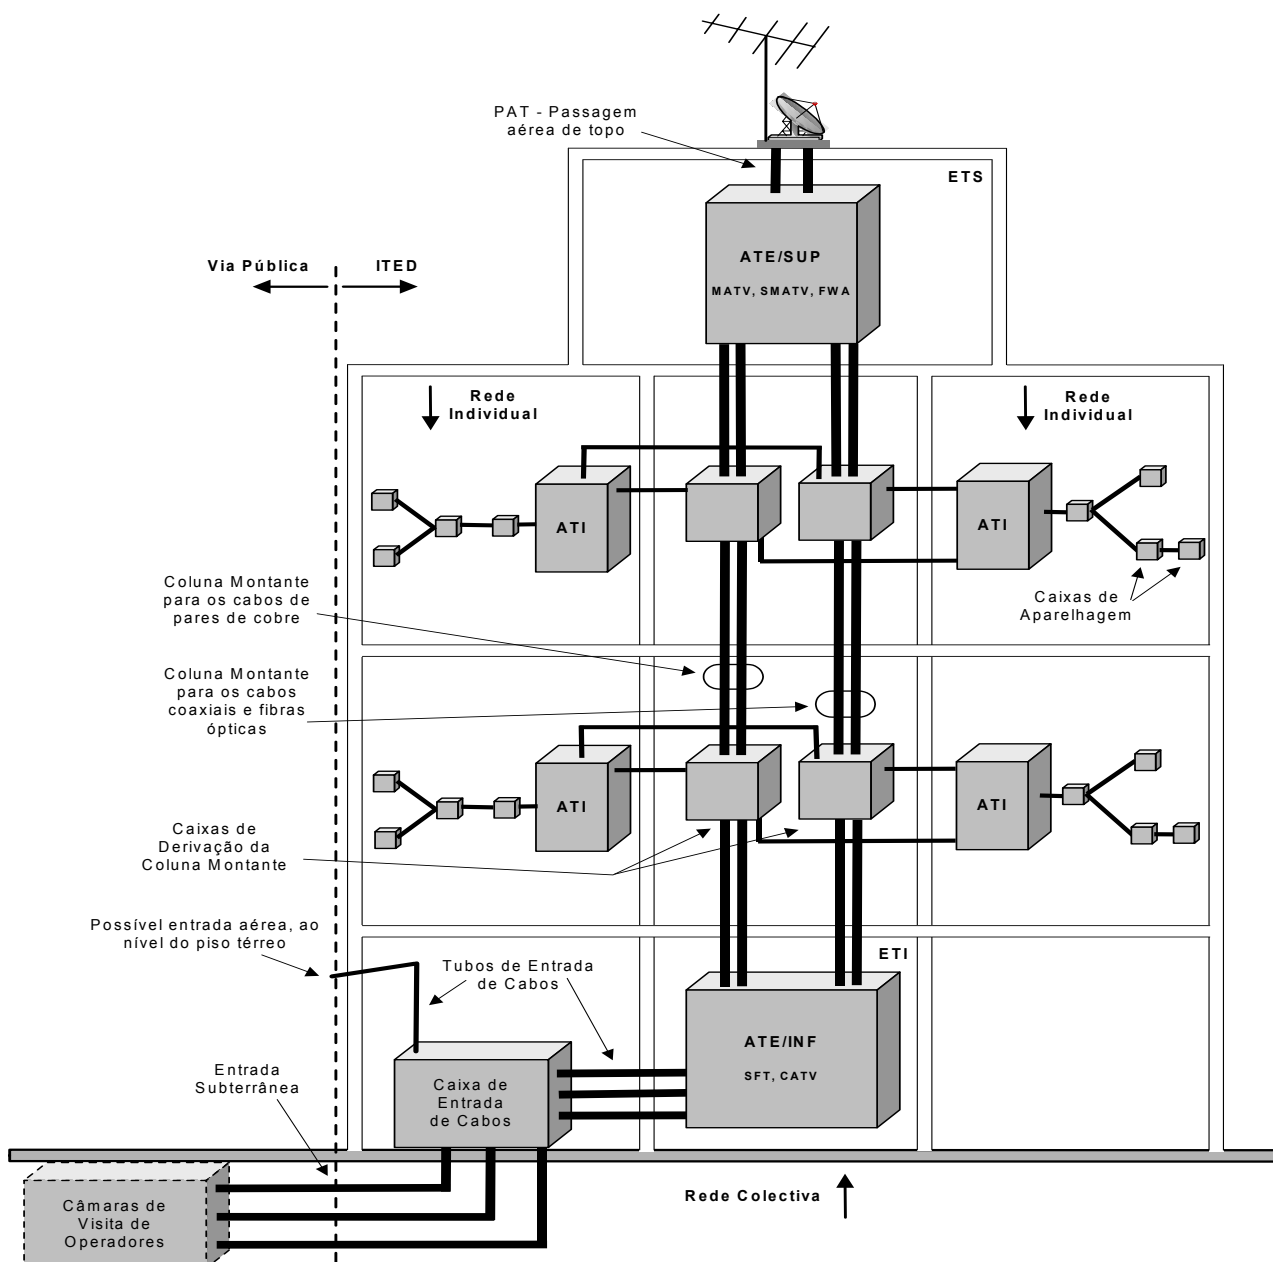 PAT - Passagem
aérea de topo
ETS
ATE/SUP
MATV, SMATV, FWA
Via Pública
ITED
Rede
Individual
Rede
Individual
ATI
ATI
Caixas de
Aparelhagem
Coluna Montante
para os cabos de
pares de cobre
Coluna Montante
para os cabos
coaxiais e fibras
ópticas
ATI
ATI
Caixas de
Derivação da
Coluna Montante
Possível entrada aérea, ao
nível do piso térreo
Tubos de Entrada
de Cabos
ETI
ATE/INF
SFT, CATV
Entrada
Subterrânea
Caixa de
Entrada
de Cabos
Câmaras de
Visita de
Operadores
Rede Colectiva